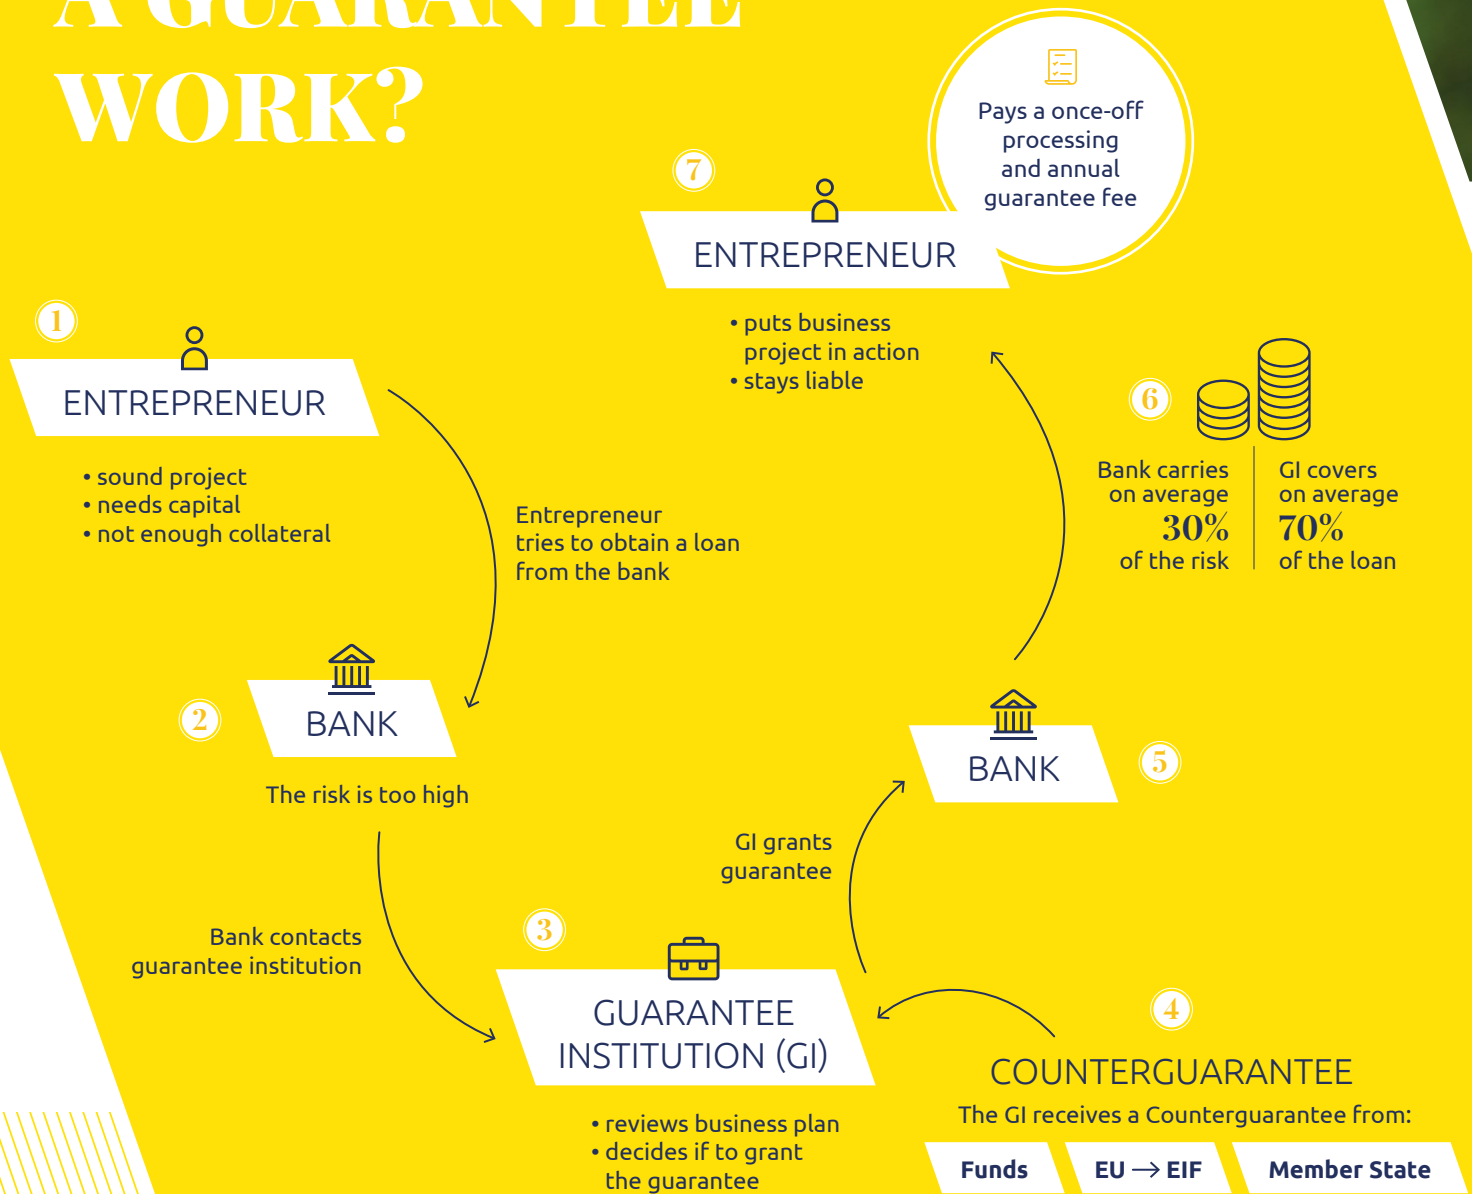 A GUARANTEE
WORK?
1
ENTREPRENEUR
• sound project
• needs capital
• not enough collateral
Entrepreneur
tries to obtain a loan
from the bank
2
BANK
The risk is too high
Bank contacts
guarantee institution
3
GUARANTEE
INSTITUTION (GI)
• reviews business plan
• decides if to grant
the guarantee
4
COUNTERGUARANTEE
The GI receives a Counterguarantee from:
Funds
EU → EIF
Member State
GI grants
guarantee
5
BANK
6
Bank carries
on average
30%
of the risk
GI covers
on average
70%
of the loan
7
ENTREPRENEUR
• puts business
project in action
• stays liable
Pays a once-off
processing
and annual
guarantee fee